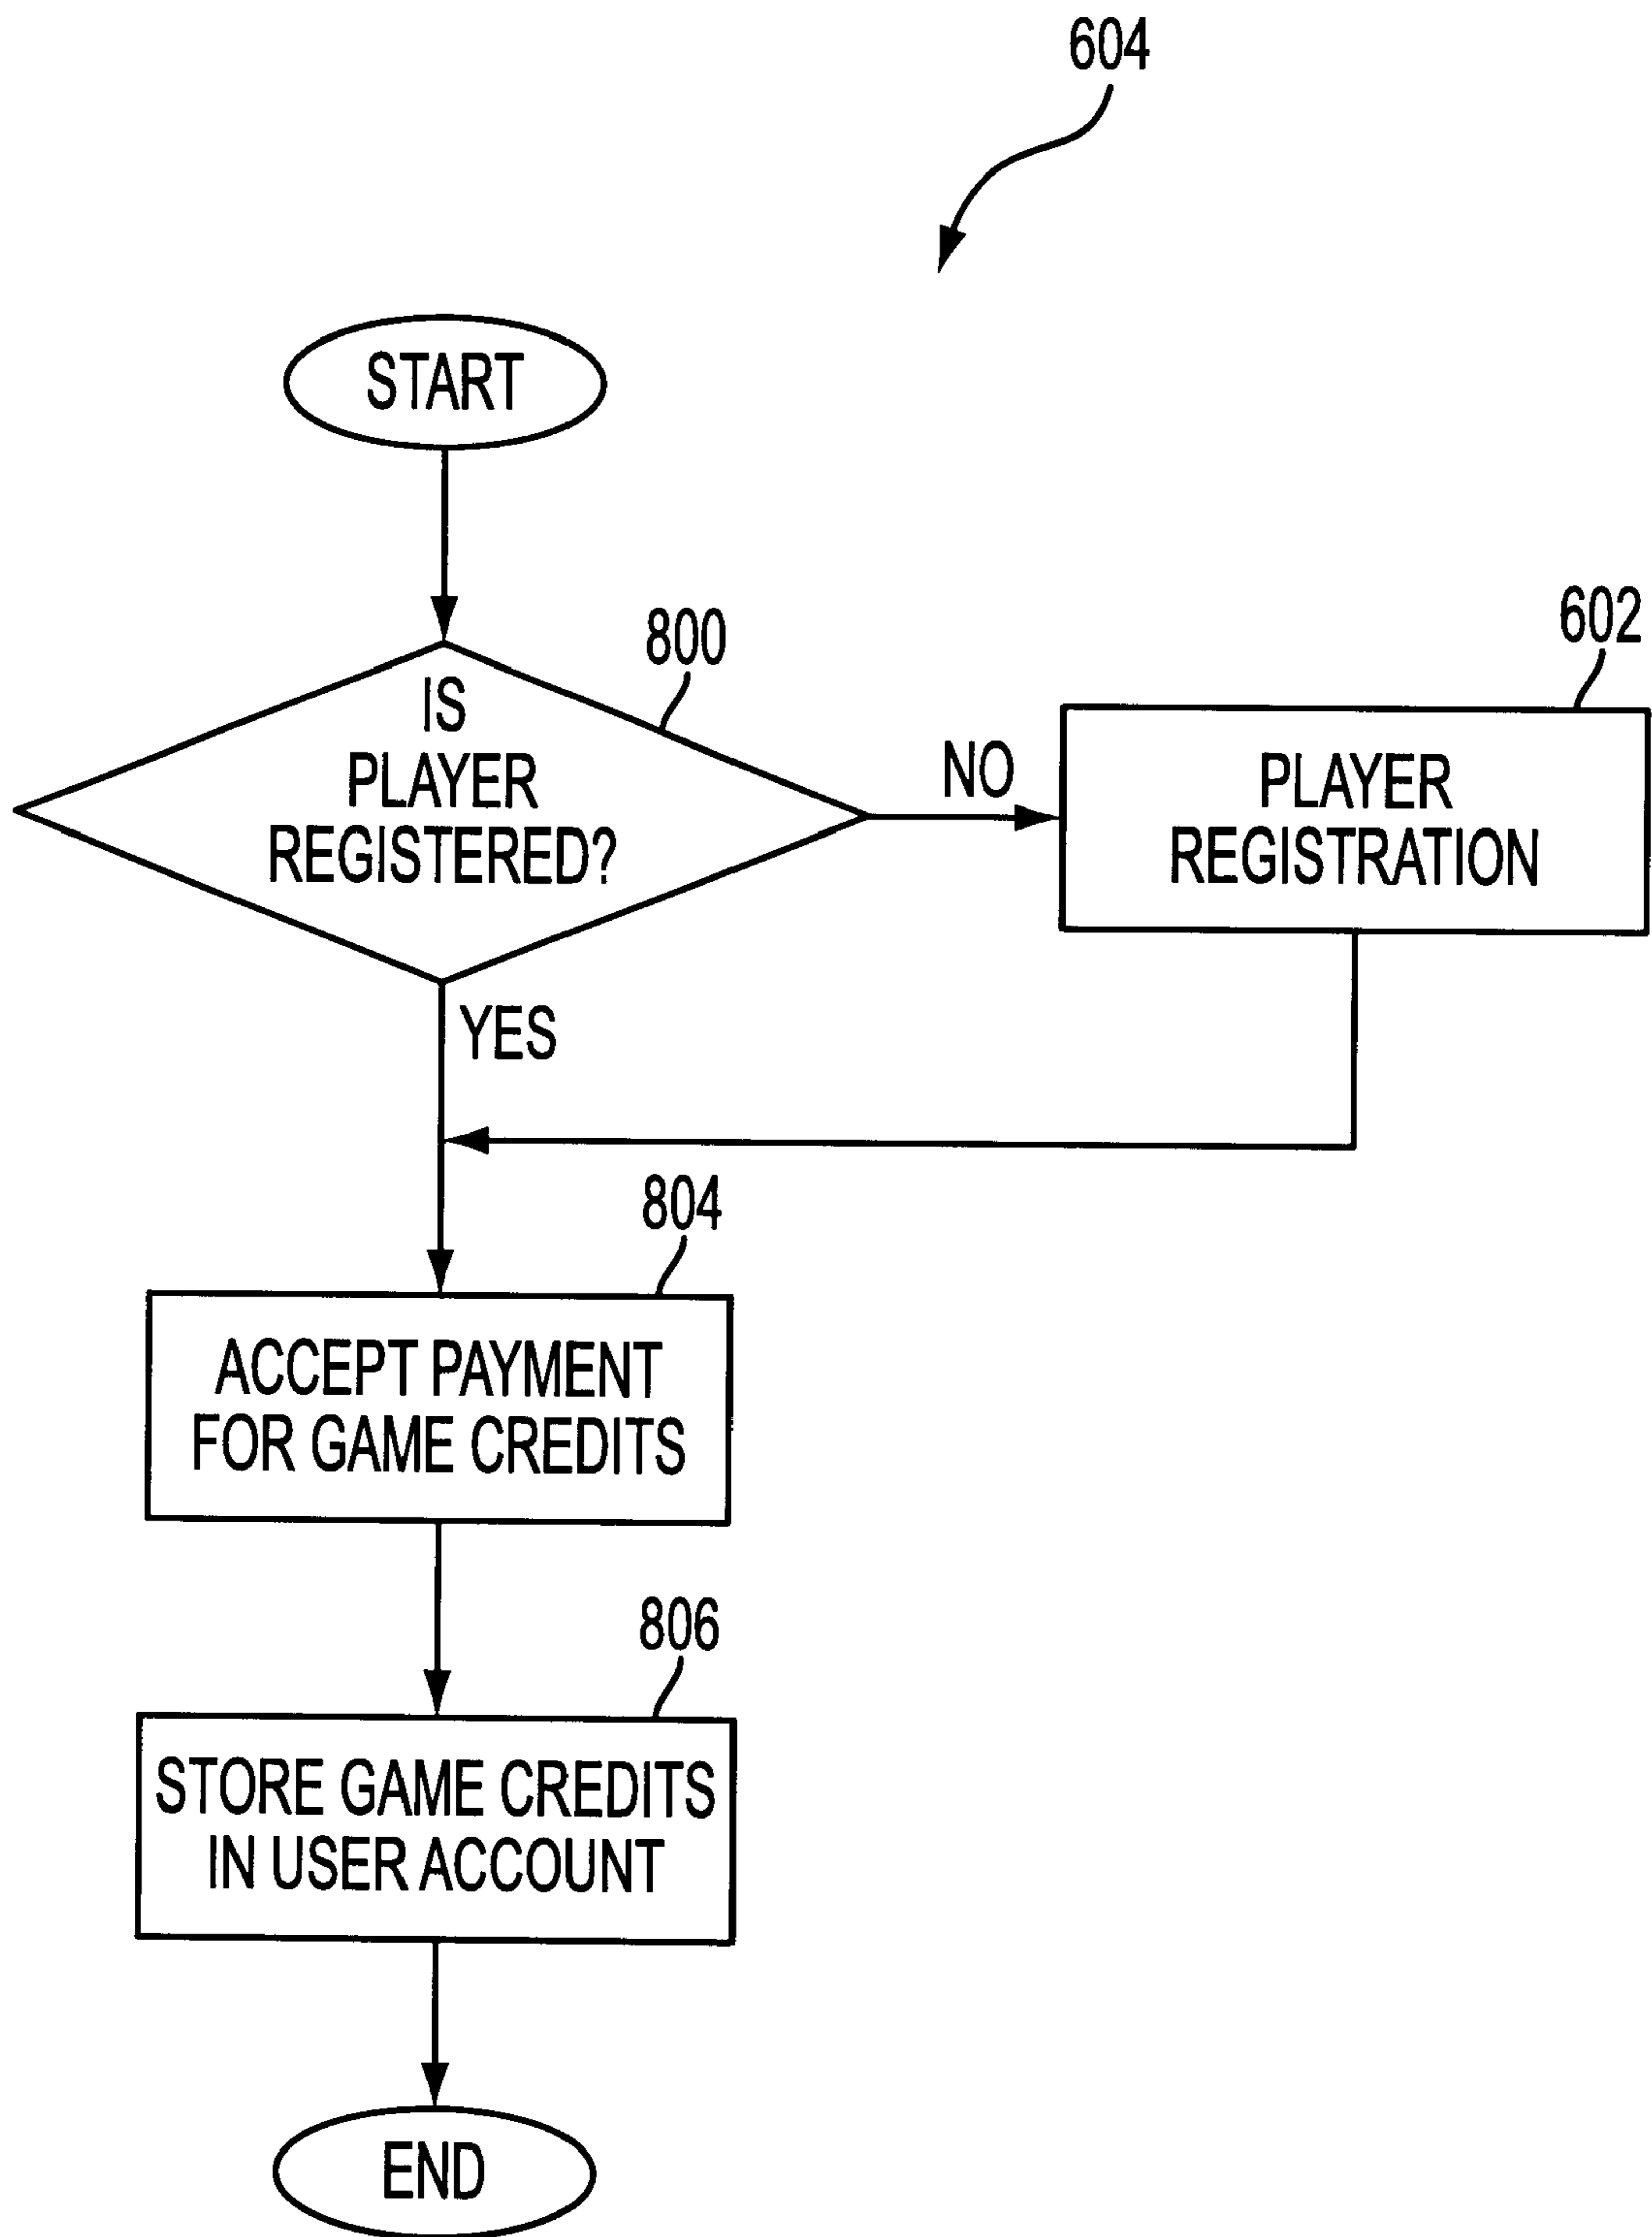 604
START
800
IS
PLAYER
REGISTERED?
NO
602
PLAYER
REGISTRATION
YES
804
ACCEPT PAYMENT
FOR GAME CREDITS
806
STORE GAME CREDITS
IN USER ACCOUNT
END